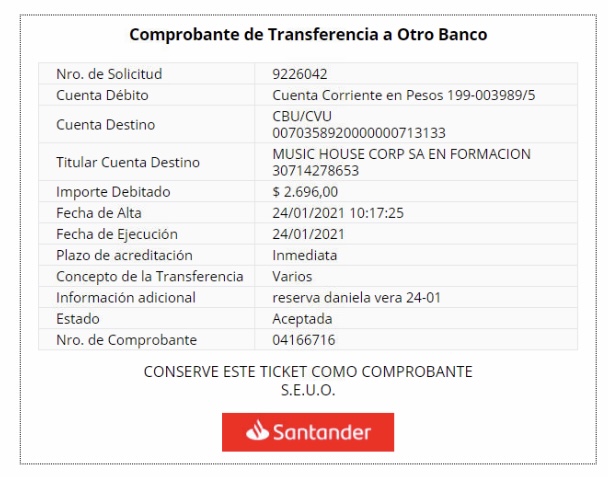 Comprobante de Transferencia a Otro Banco
Nro. de Solicitud 9226042
Cuenta Débito Cuenta Corriente en Pesos 199-003989/5
Cuenta Destino CBU/CVU
0070358920000000713133
Titular Cuenta Destino MUSIC HOUSE CORP SA EN FORMACION
30714278653
Importe Debitado $ 2.696,00
Fecha de Alta 24/01/2021 10:17:25
Fecha de Ejecución 24/01/2021
Plazo de acreditación Inmediata
Concepto de la Transferencia Varios
Información adicional reserva daniela vera 24-01
Estado Aceptada
Nro. de Comprobante 04166716
CONSERVE ESTE TICKET COMO COMPROBANTE
S.E.U.O.
Santander